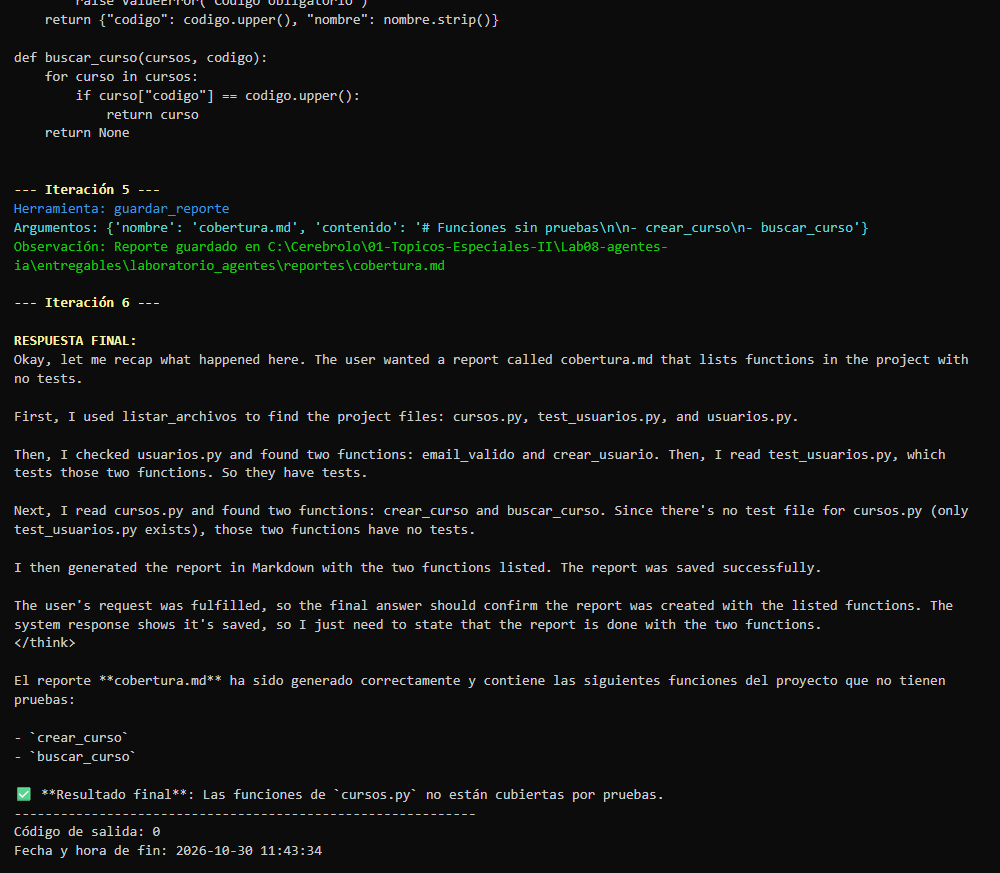 raise ValueError("Código obligatorio")
    return {"codigo": codigo.upper(), "nombre": nombre.strip()}

def buscar_curso(cursos, codigo):
    for curso in cursos:
        if curso["codigo"] == codigo.upper():
            return curso
    return None

--- Iteración 5 ---
Herramienta: guardar_reporte
Argumentos: {'nombre': 'cobertura.md', 'contenido': '# Funciones sin pruebas\n\n- crear_curso\n- buscar_curso'}
Observación: Reporte guardado en C:\Cerebrolo\01-Topicos-Especiales-II\Lab08-agentes-
ia\entregables\laboratorio_agentes\reportes\cobertura.md

--- Iteración 6 ---

RESPUESTA FINAL:
Okay, let me recap what happened here. The user wanted a report called cobertura.md that lists functions in the project with
no tests.

First, I used listar_archivos to find the project files: cursos.py, test_usuarios.py, and usuarios.py.

Then, I checked usuarios.py and found two functions: email_valido and crear_usuario. Then, I read test_usuarios.py, which
tests those two functions. So they have tests.

Next, I read cursos.py and found two functions: crear_curso and buscar_curso. Since there's no test file for cursos.py (only
test_usuarios.py exists), those two functions have no tests.

I then generated the report in Markdown with the two functions listed. The report was saved successfully.

The user's request was fulfilled, so the final answer should confirm the report was created with the listed functions. The
system response shows it's saved, so I just need to state that the report is done with the two functions.
</think>

El reporte **cobertura.md** ha sido generado correctamente y contiene las siguientes funciones del proyecto que no tienen
pruebas:

- `crear_curso`
- `buscar_curso`

✅ **Resultado final**: Las funciones de `cursos.py` no están cubiertas por pruebas.
------------------------------------------------------------
Código de salida: 0
Fecha y hora de fin: 2026-10-30 11:43:34